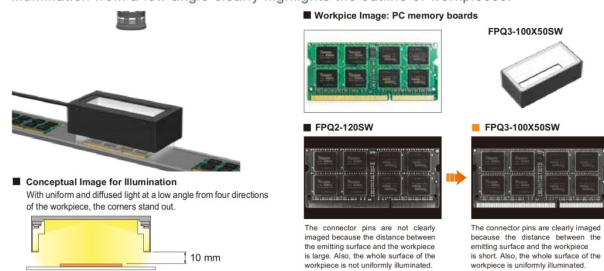 illumination from a low angle clearly highlights the outline of workpieces.
■ Workpice Image: PC memory boards
FPQ3-100X50SW
■ FPQ2-120SW
■ FPQ3-100X50SW
■ Conceptual Image for Illumination
With uniform and diffused light at a low angle from four directions
of the workpiece, the corners stand out.
10 mm
The connector pins are not clearly
imaged because the distance between
the emitting surface and the workpiece
is large. Also, the whole surface of the
workpiece is not uniformly illuminated.
The connector pins are clearly imaged
because the distance between the
emitting surface and the workpiece
is short. Also, the whole surface of the
workpiece is uniformly illuminated.